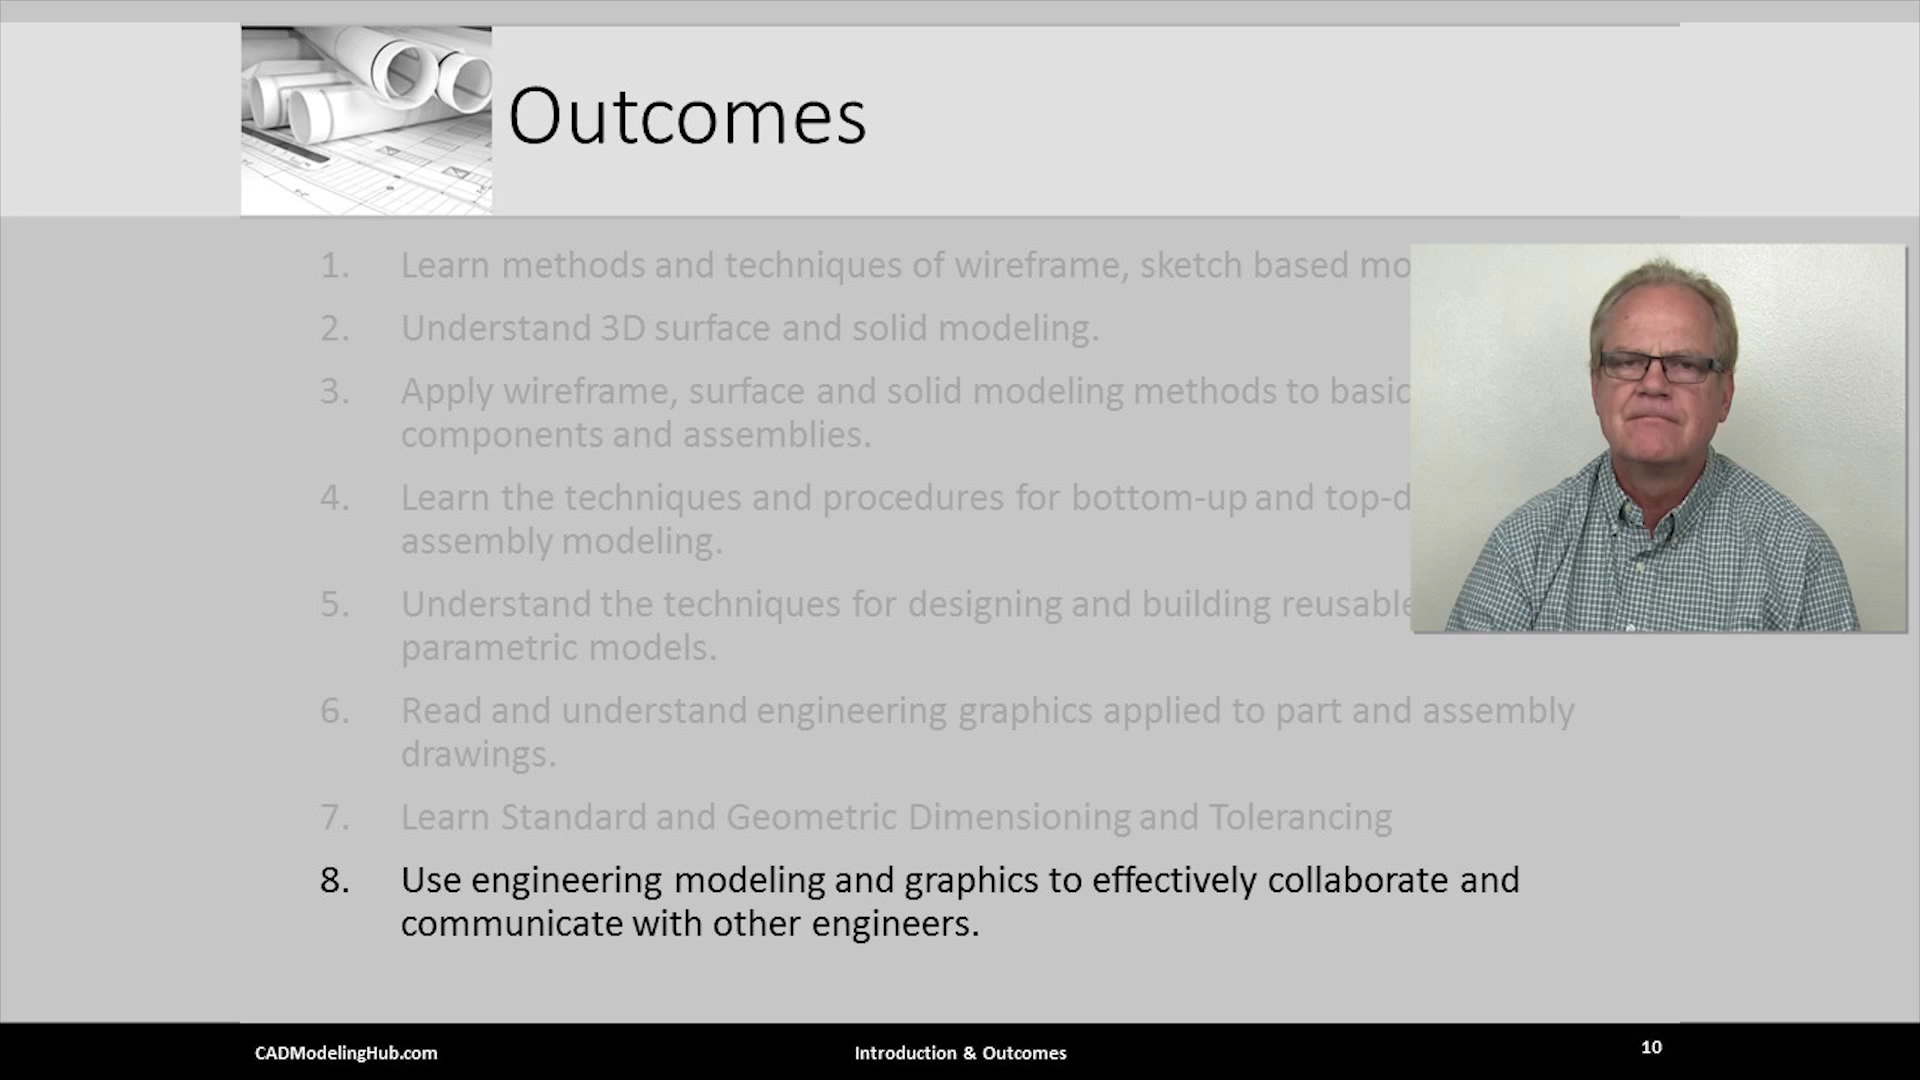 Outcomes
1. Learn methods and techniques of wireframe, sketch based mo
2. Understand 3D surface and solid modeling.
3. Apply wireframe, surface and solid modeling methods to basic
components and assemblies.
4. Learn the techniques and procedures for bottom-up and top-d
assembly modeling.
5. Understand the techniques for designing and building reusable
parametric models.
6. Read and understand engineering graphics applied to part and assembly
drawings.
7. Learn Standard and Geometric Dimensioning and Tolerancing
8. Use engineering modeling and graphics to effectively collaborate and
communicate with other engineers.
CADModelingHub.com
Introduction & Outcomes
10